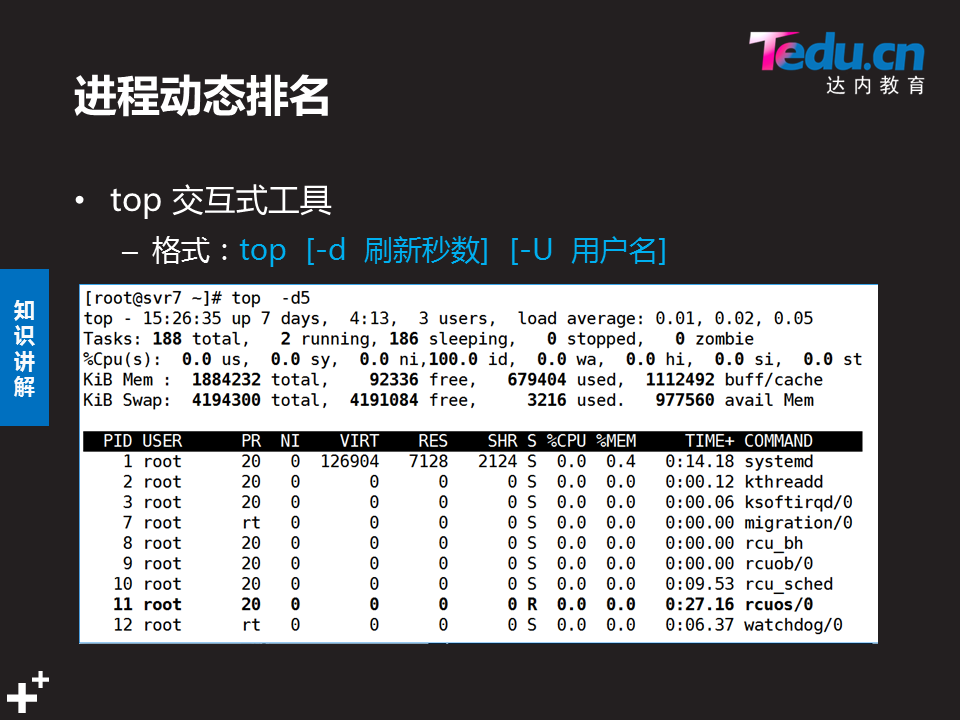 Tedu.cn
达内教育
进程动态排名
• top 交互式工具
– 格式：top [-d 刷新秒数] [-U 用户名]
知识讲解
[root@svr7 ~]# top  -d5
top - 15:26:35 up 7 days,  4:13,  3 users,  load average: 0.01, 0.02, 0.05
Tasks: 188 total,   2 running, 186 sleeping,   0 stopped,   0 zombie
%Cpu(s):  0.0 us,  0.0 sy,  0.0 ni,100.0 id,  0.0 wa,  0.0 hi,  0.0 si,  0.0 st
KiB Mem :  1884232 total,    92336 free,   679404 used,  1112492 buff/cache
KiB Swap:  4194300 total,  4191084 free,     3216 used.   977560 avail Mem
  PID USER      PR  NI    VIRT    RES    SHR S %CPU %MEM     TIME+ COMMAND
    1 root      20   0  126904   7128   2124 S  0.0  0.4   0:14.18 systemd
    2 root      20   0       0      0      0 S  0.0  0.0   0:00.12 kthreadd
    3 root      20   0       0      0      0 S  0.0  0.0   0:00.06 ksoftirqd/0
    7 root      rt   0       0      0      0 S  0.0  0.0   0:00.00 migration/0
    8 root      20   0       0      0      0 S  0.0  0.0   0:00.00 rcu_bh
    9 root      20   0       0      0      0 S  0.0  0.0   0:00.00 rcuob/0
   10 root      20   0       0      0      0 S  0.0  0.0   0:09.53 rcu_sched
   11 root      20   0       0      0      0 R  0.0  0.0   0:27.16 rcuos/0
   12 root      rt   0       0      0      0 S  0.0  0.0   0:06.37 watchdog/0